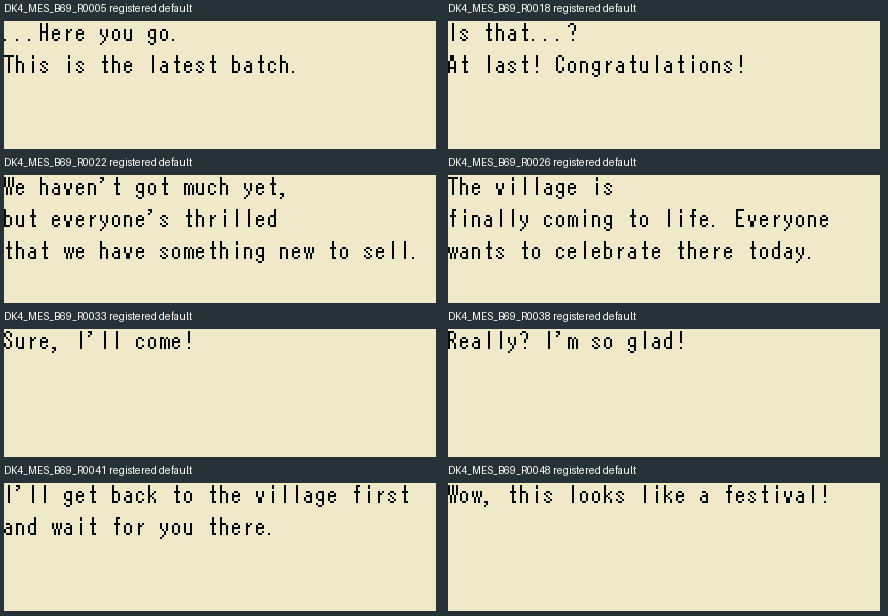 DK4_MES_B69_R0005 registered default
...Here you go.
This is the latest batch.
DK4_MES_B69_R0018 registered default
Is that...?
At last! Congratulations!
DK4_MES_B69_R0022 registered default
We haven't got much yet,
but everyone's thrilled
that we have something new to sell.
DK4_MES_B69_R0026 registered default
The village is
finally coming to life. Everyone
wants to celebrate there today.
DK4_MES_B69_R0033 registered default
Sure, I'll come!
DK4_MES_B69_R0038 registered default
Really? I'm so glad!
DK4_MES_B69_R0041 registered default
I'll get back to the village first
and wait for you there.
DK4_MES_B69_R0048 registered default
Wow, this looks like a festival!